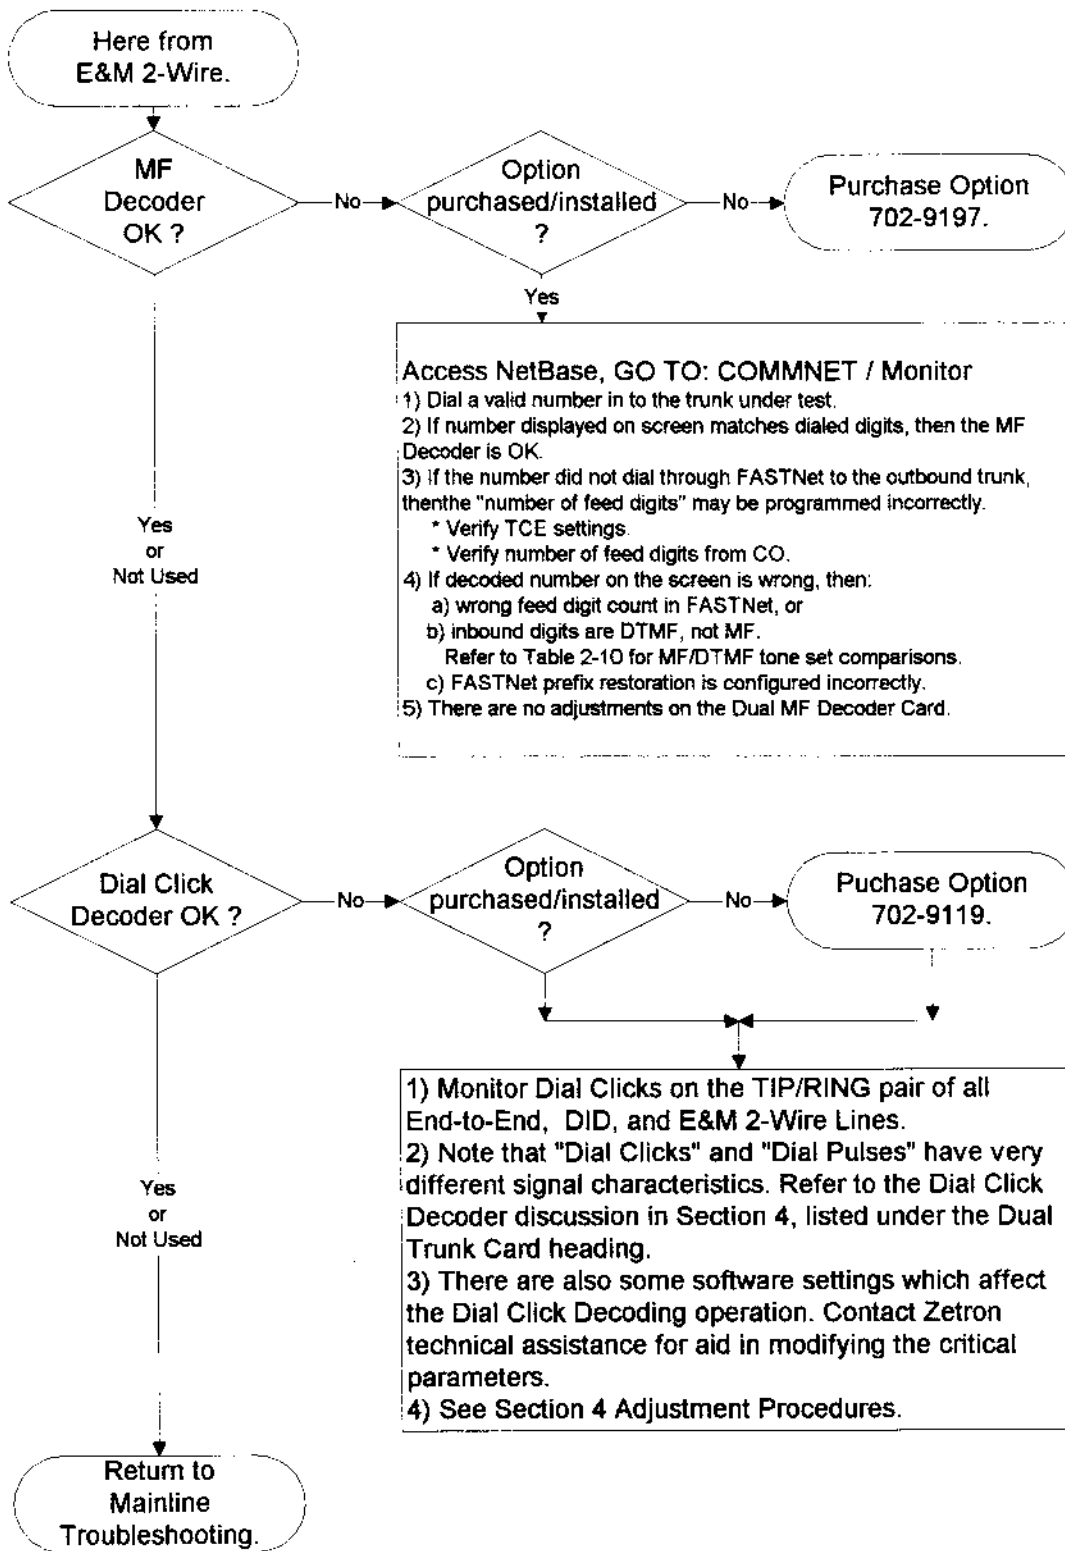 Here from
E&M 2-Wire.
MF
Decoder
OK ?
No
Option
purchased/installed
?
No
Purchase Option
702-9197.
Yes
Access NetBase, GO TO: COMMNET / Monitor
1) Dial a valid number in to the trunk under test.
2) If number displayed on screen matches dialed digits, then the MF
Decoder is OK.
3) If the number did not dial through FASTNet to the outbound trunk,
thenthe "number of feed digits" may be programmed incorrectly.
* Verify TCE settings.
* Verify number of feed digits from CO.
4) If decoded number on the screen is wrong, then:
a) wrong feed digit count in FASTNet, or
b) inbound digits are DTMF, not MF.
Refer to Table 2-10 for MF/DTMF tone set comparisons.
c) FASTNet prefix restoration is configured incorrectly.
5) There are no adjustments on the Dual MF Decoder Card.
Yes
or
Not Used
Dial Click
Decoder OK ?
No
Option
purchased/installed
?
No
Puchase Option
702-9119.
1) Monitor Dial Clicks on the TIP/RING pair of all
End-to-End, DID, and E&M 2-Wire Lines.
2) Note that "Dial Clicks" and "Dial Pulses" have very
different signal characteristics. Refer to the Dial Click
Decoder discussion in Section 4, listed under the Dual
Trunk Card heading.
3) There are also some software settings which affect
the Dial Click Decoding operation. Contact Zetron
technical assistance for aid in modifying the critical
parameters.
4) See Section 4 Adjustment Procedures.
Yes
or
Not Used
Return to
Mainline
Troubleshooting.